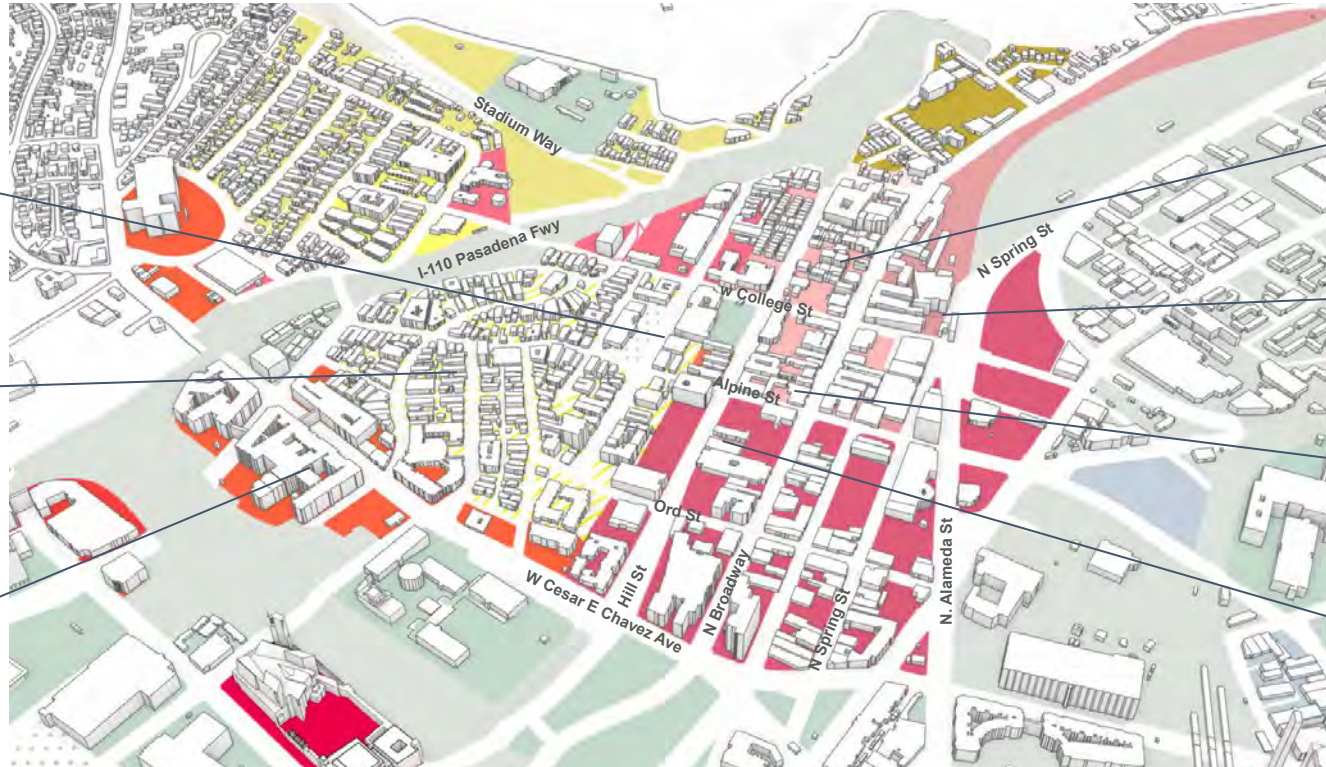 Stadium Way
I-110 Pasadena Fwy
N Spring St
w College St
Alpine St
Ord St
Hill St
N Broadway
N Spring St
N. Alameda St
W Cesar E Chavez Ave